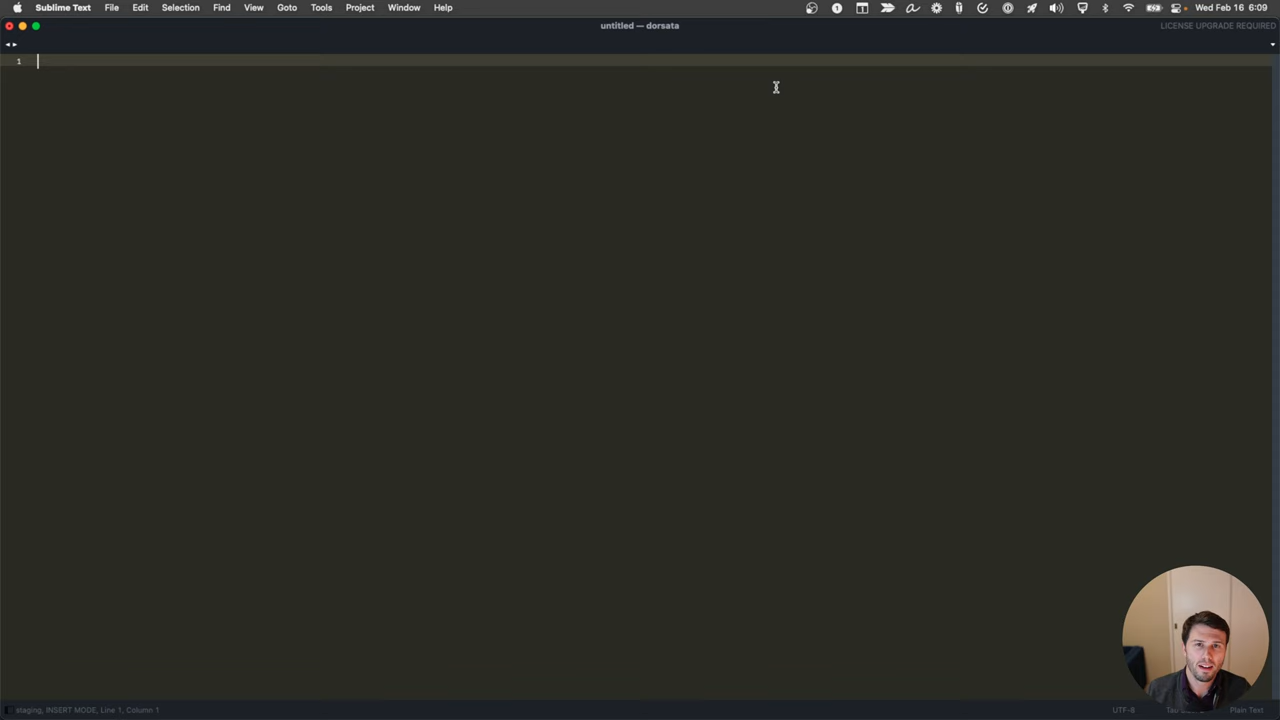 Sublime Text File Edit Selection Find View Goto Tools Project Window Help Wed Feb 16 6:09
untitled — dorsata LICENSE UPGRADE REQUIRED
1
staging, INSERT MODE, Line 1, Column 1 UTF-8 Plain Text